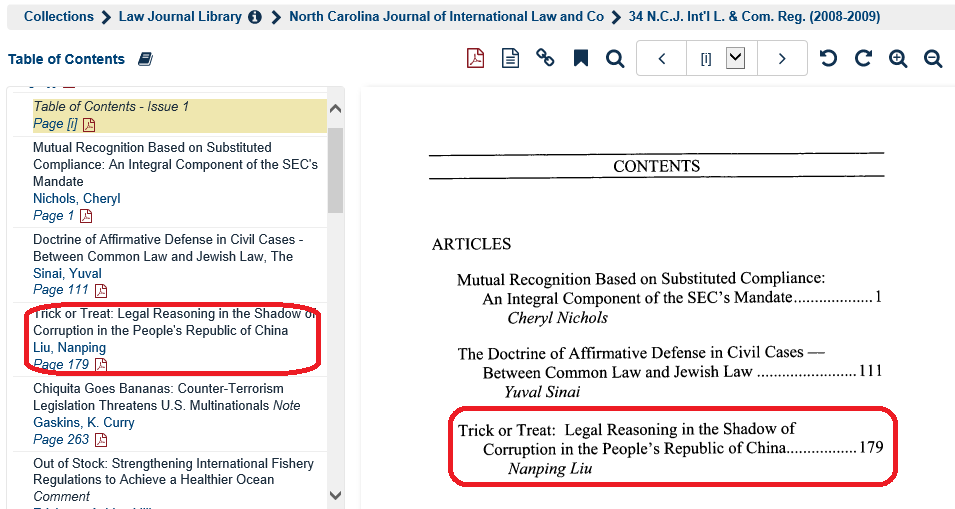 Collections > Law Journal Library > North Carolina Journal of International Law and Co > 34 N.C.J. Int'l L. & Com. Reg. (2008-2009)
Table of Contents
[i]
Table of Contents - Issue 1
Page [i]
Mutual Recognition Based on Substituted
Compliance: An Integral Component of the SEC's
Mandate
Nichols, Cheryl
Page 1
Doctrine of Affirmative Defense in Civil Cases -
Between Common Law and Jewish Law, The
Sinai, Yuval
Page 111
Trick or Treat: Legal Reasoning in the Shadow of
Corruption in the People's Republic of China
Liu, Nanping
Page 179
Chiquita Goes Bananas: Counter-Terrorism
Legislation Threatens U.S. Multinationals Note
Gaskins, K. Curry
Page 263
Out of Stock: Strengthening International Fishery
Regulations to Achieve a Healthier Ocean
Comment
CONTENTS
ARTICLES
Mutual Recognition Based on Substituted Compliance:
An Integral Component of the SEC's Mandate...................1
Cheryl Nichols
The Doctrine of Affirmative Defense in Civil Cases —
Between Common Law and Jewish Law ........................111
Yuval Sinai
Trick or Treat: Legal Reasoning in the Shadow of
Corruption in the People's Republic of China.................179
Nanping Liu